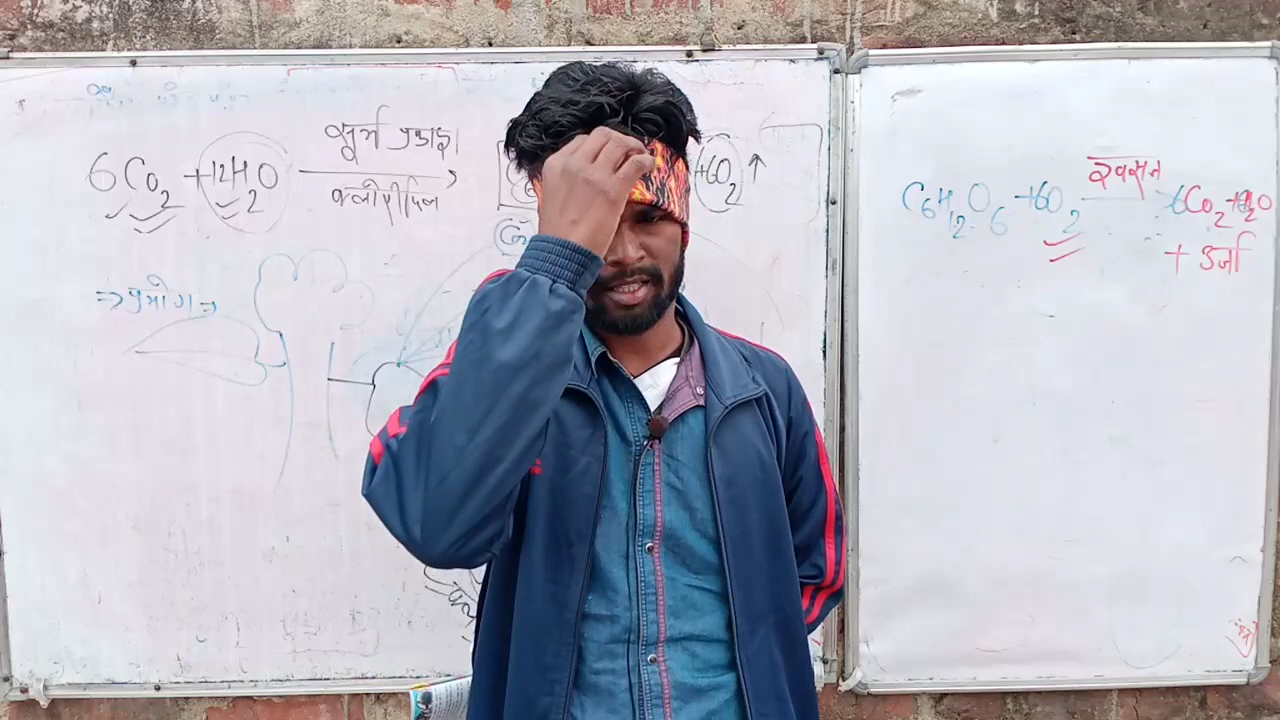 सूर्य प्रकाश
6CO₂ + 12H₂O → +6O₂ ↑
क्लोरोफिल
⇒ प्रयोग →
श्वसन
C₆H₁₂O₆ + 6O₂ 6CO₂ + H₂O
+ ऊर्जा